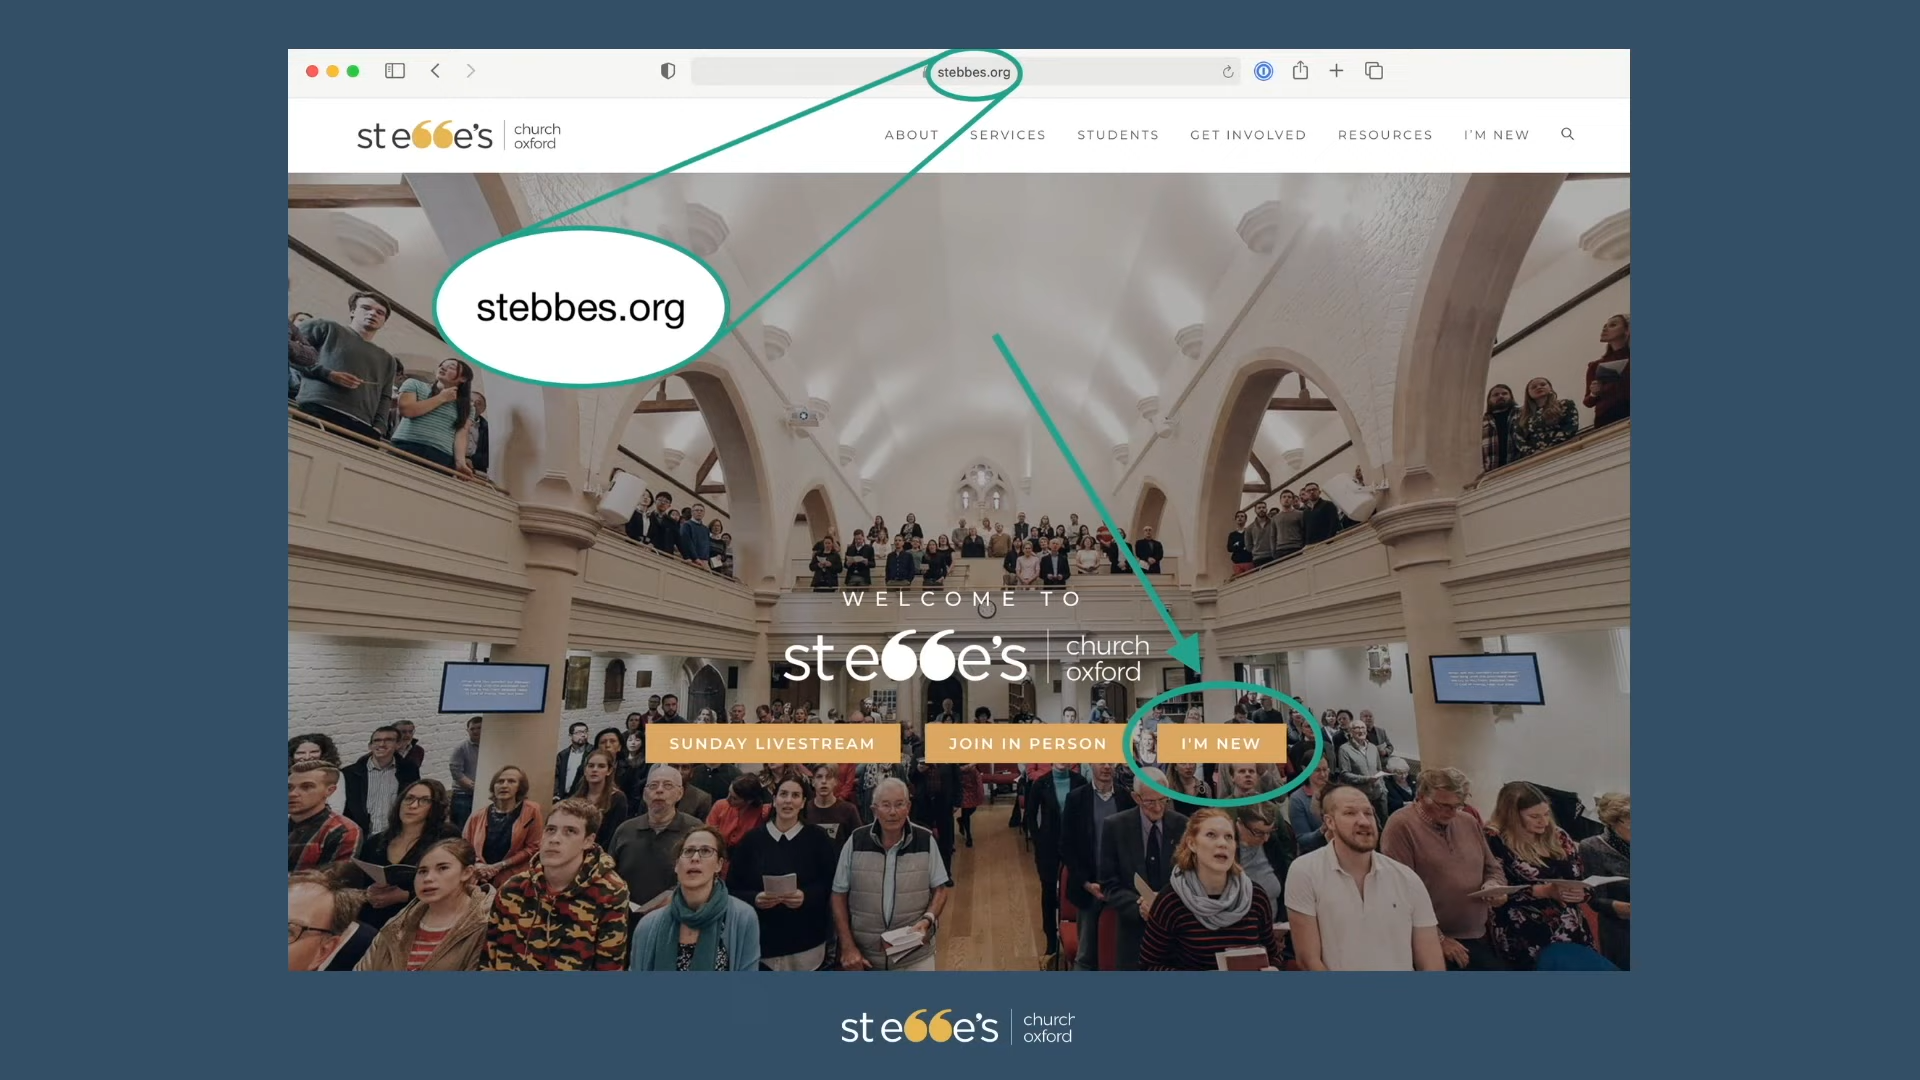 stebbes.org
st ebbe's church
oxford
ABOUT SERVICES STUDENTS GET INVOLVED RESOURCES I'M NEW
stebbes.org
WELCOME TO
st ebbe's church
oxford
SUNDAY LIVESTREAM JOIN IN PERSON I'M NEW
st ebbe's church
oxford